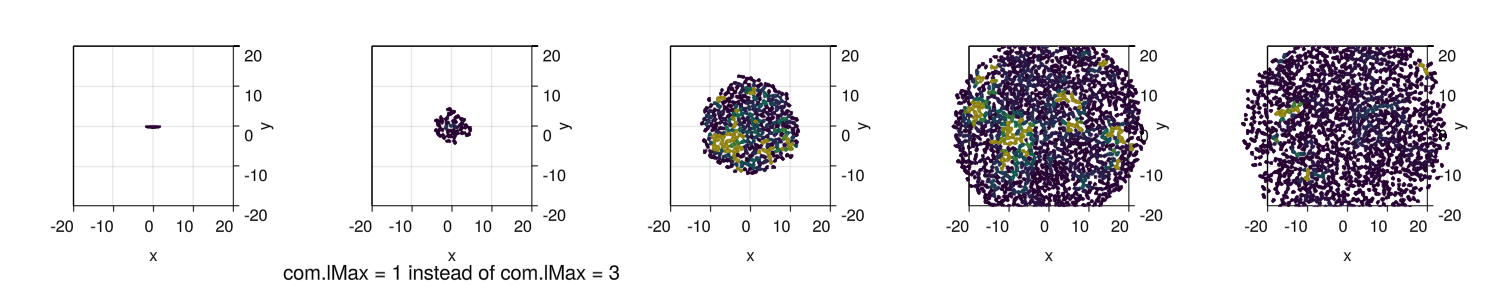 20 20 20 20 20
10 10 10 10 10
y y y y y
0 0 0 0 0
-10 -10 -10 -10 -10
-20 -20 -20 -20 -20
-20 -10 0 10 20 -20 -10 0 10 20 -20 -10 0 10 20 -20 -10 0 10 20 -20 -10 0 10 20
x x x x x
com.lMax = 1 instead of com.lMax = 3